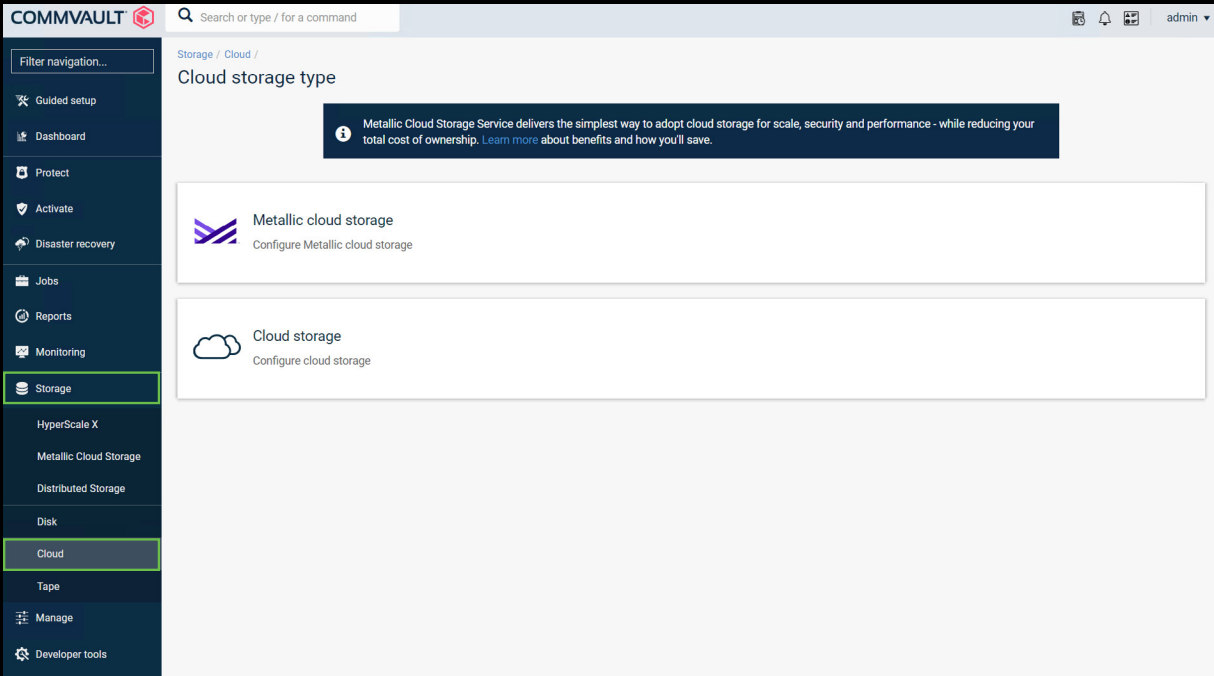 COMMVAULT
Search or type / for a command
admin
Filter navigation...
Guided setup
Dashboard
Protect
Activate
Disaster recovery
Jobs
Reports
Monitoring
Storage
HyperScale X
Metallic Cloud Storage
Distributed Storage
Disk
Cloud
Tape
Manage
Developer tools
Storage / Cloud /
Cloud storage type
Metallic Cloud Storage Service delivers the simplest way to adopt cloud storage for scale, security and performance - while reducing your
total cost of ownership. Learn more about benefits and how you'll save.
Metallic cloud storage
Configure Metallic cloud storage
Cloud storage
Configure cloud storage